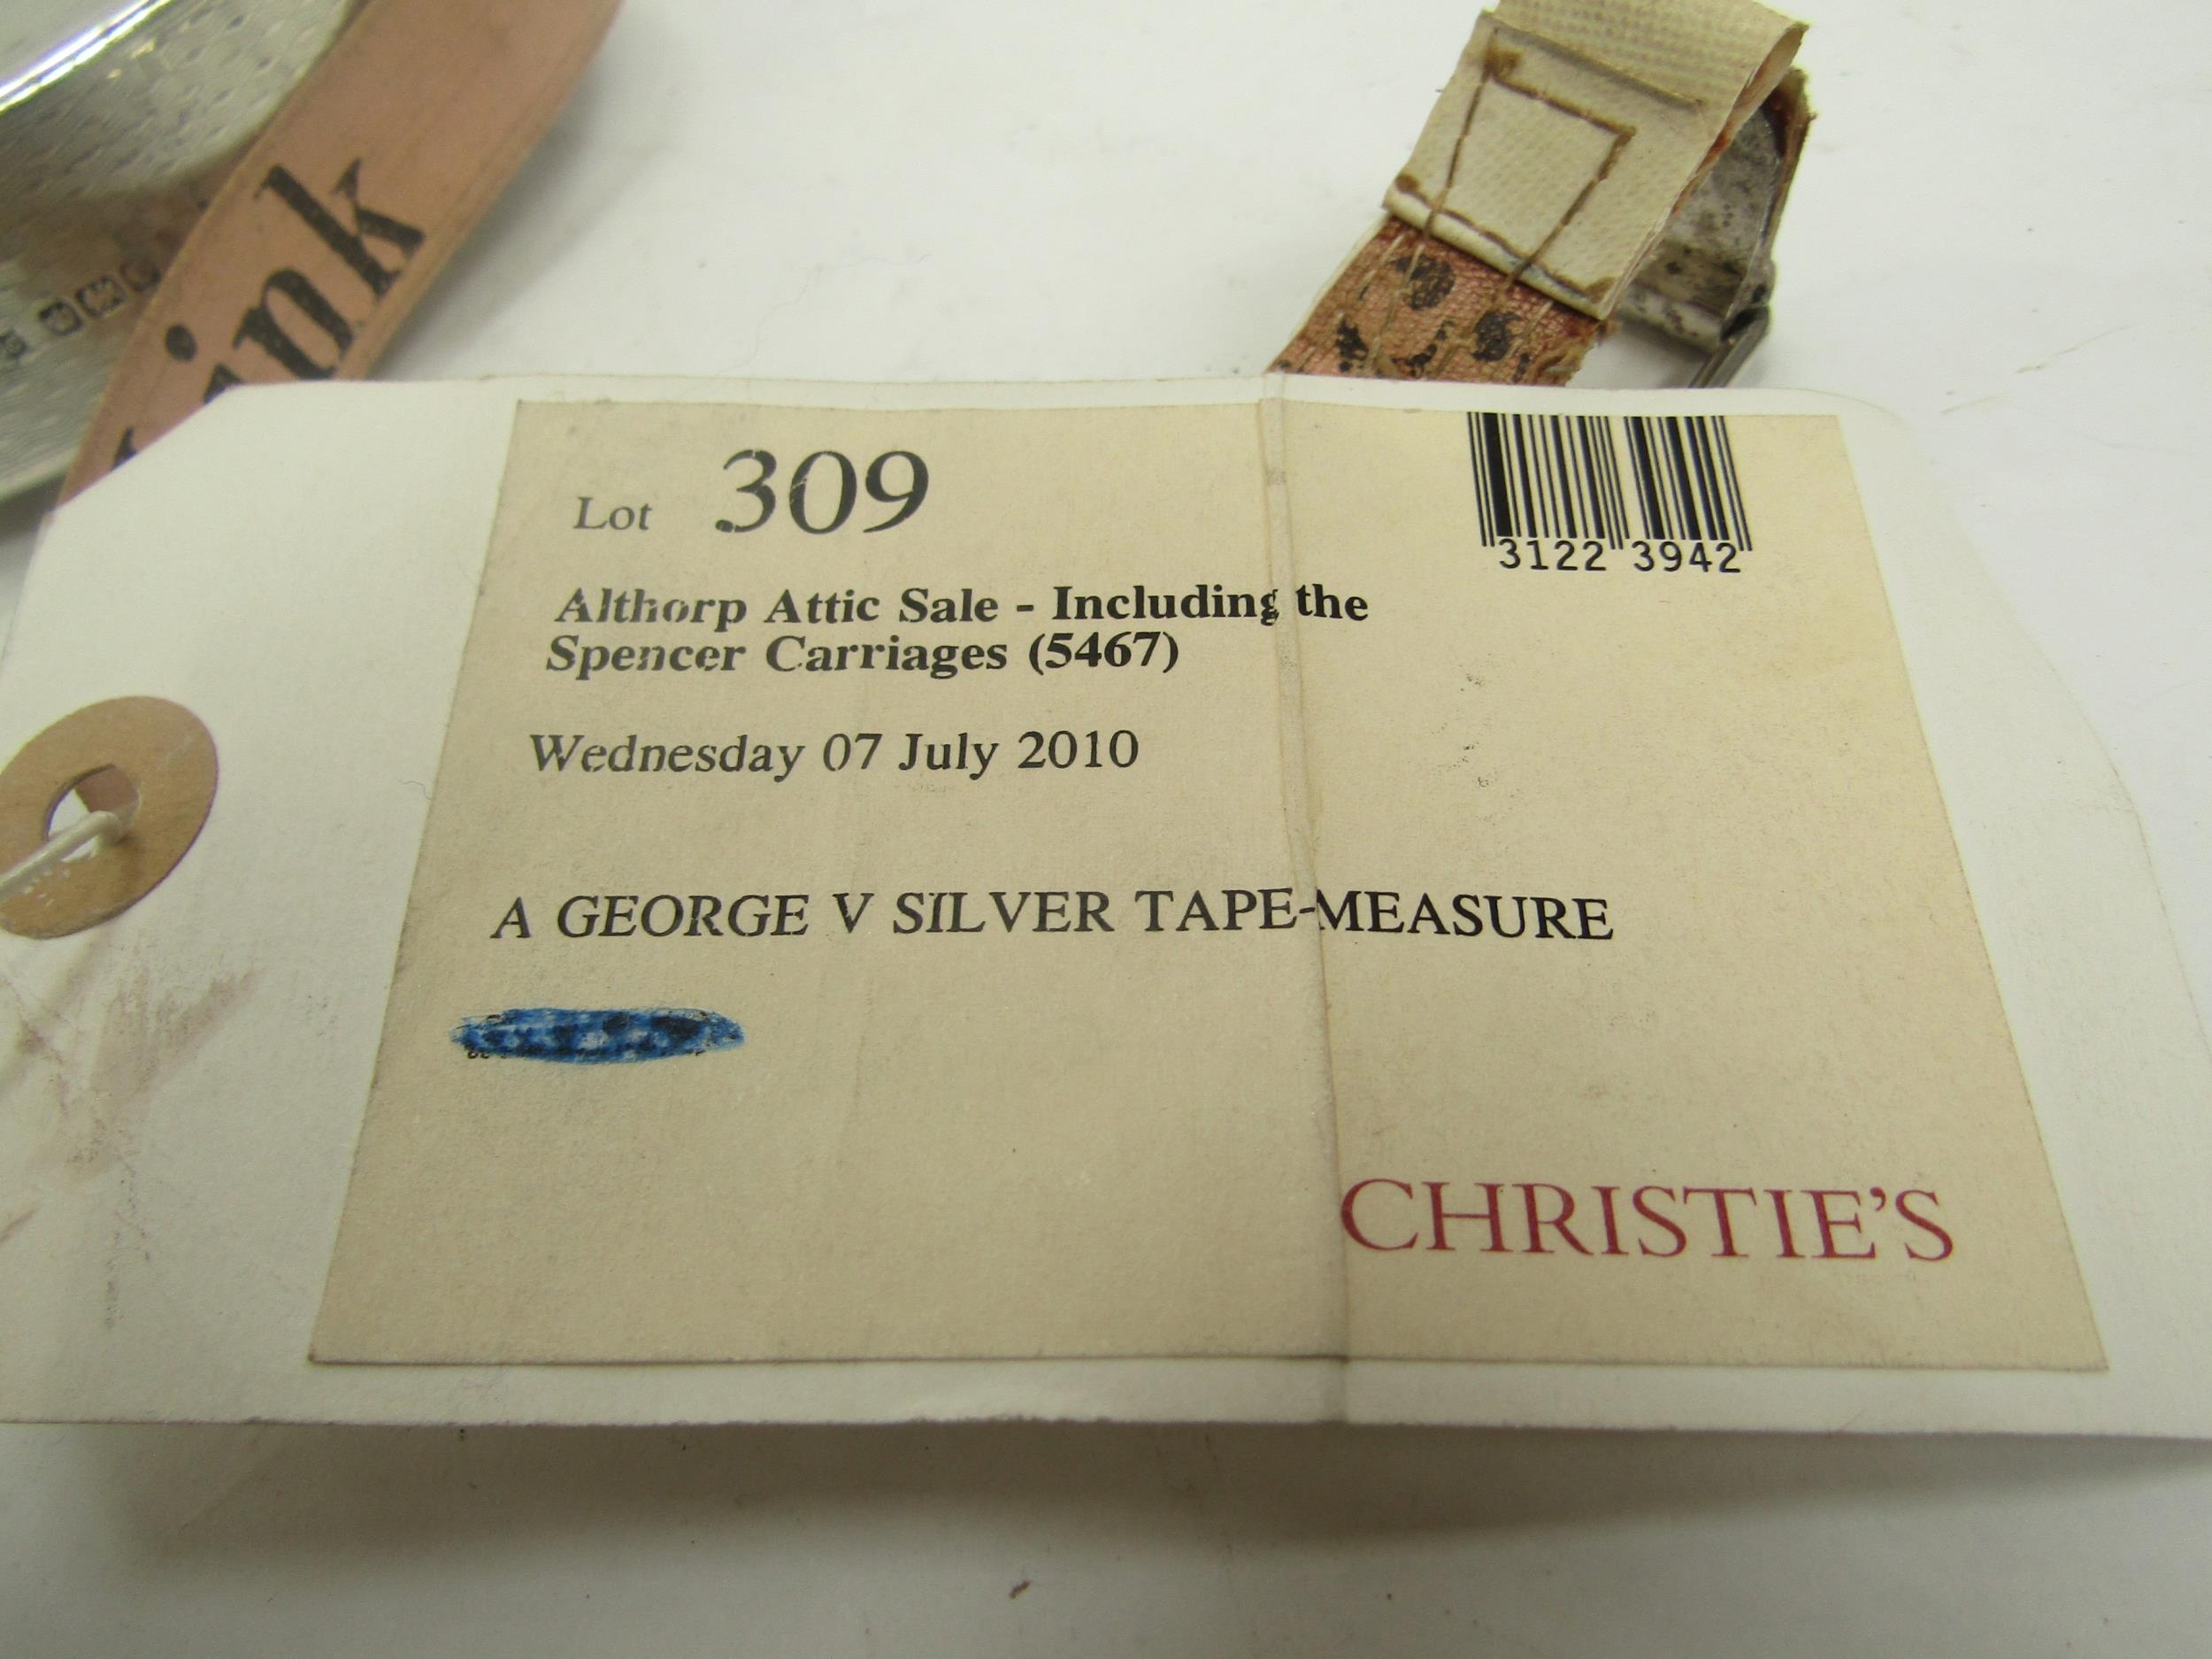 ink
Lot 309
3122 3942
Althorp Attic Sale - Including the
Spencer Carriages (5467)
Wednesday 07 July 2010
A GEORGE V SILVER TAPE-MEASURE
CHRISTIE'S